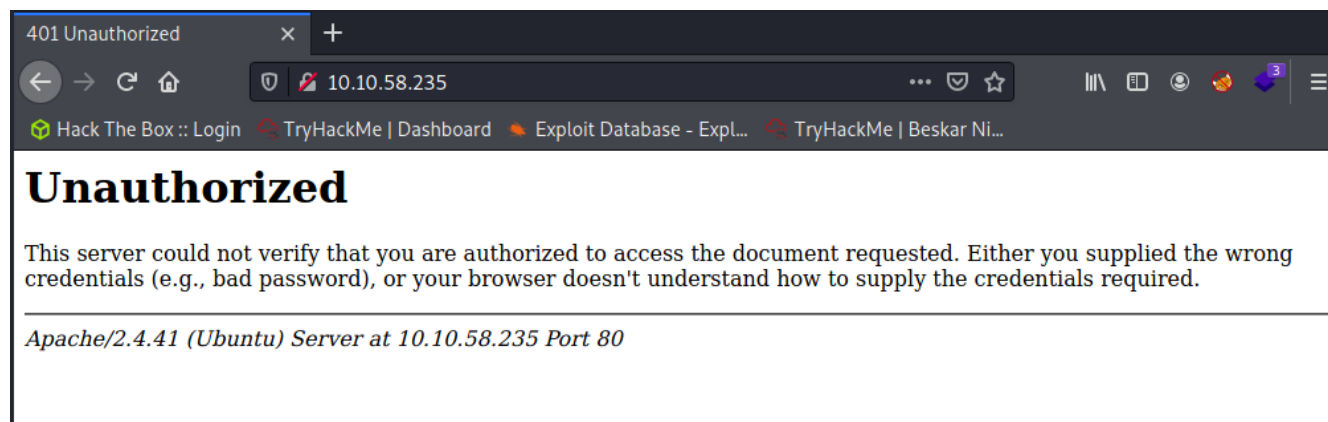 401 Unauthorized
10.10.58.235
3
Hack The Box :: Login TryHackMe | Dashboard Exploit Database - Expl... TryHackMe | Beskar Ni...
Unauthorized
This server could not verify that you are authorized to access the document requested. Either you supplied the wrong
credentials (e.g., bad password), or your browser doesn't understand how to supply the credentials required.
Apache/2.4.41 (Ubuntu) Server at 10.10.58.235 Port 80